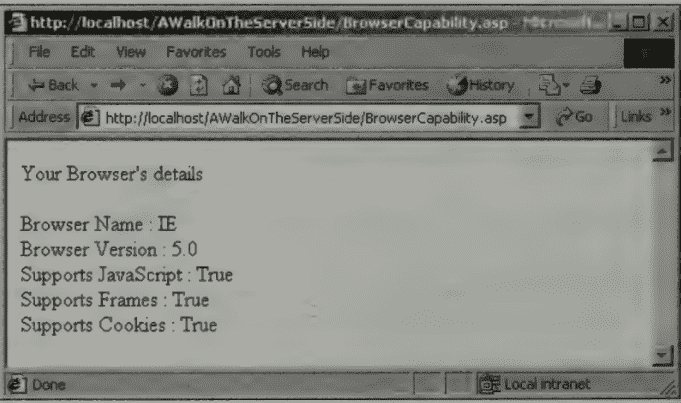 http://localhost/AWalkOnTheServerSide/BrowserCapability.asp - Microsoft...
File Edit View Favorites Tools Help
Back Search Favorites History »
Address http://localhost/AWalkOnTheServerSide/BrowserCapability.asp Go Links »
Your Browser's details
Browser Name : IE
Browser Version : 5.0
Supports JavaScript : True
Supports Frames : True
Supports Cookies : True
Done Local intranet